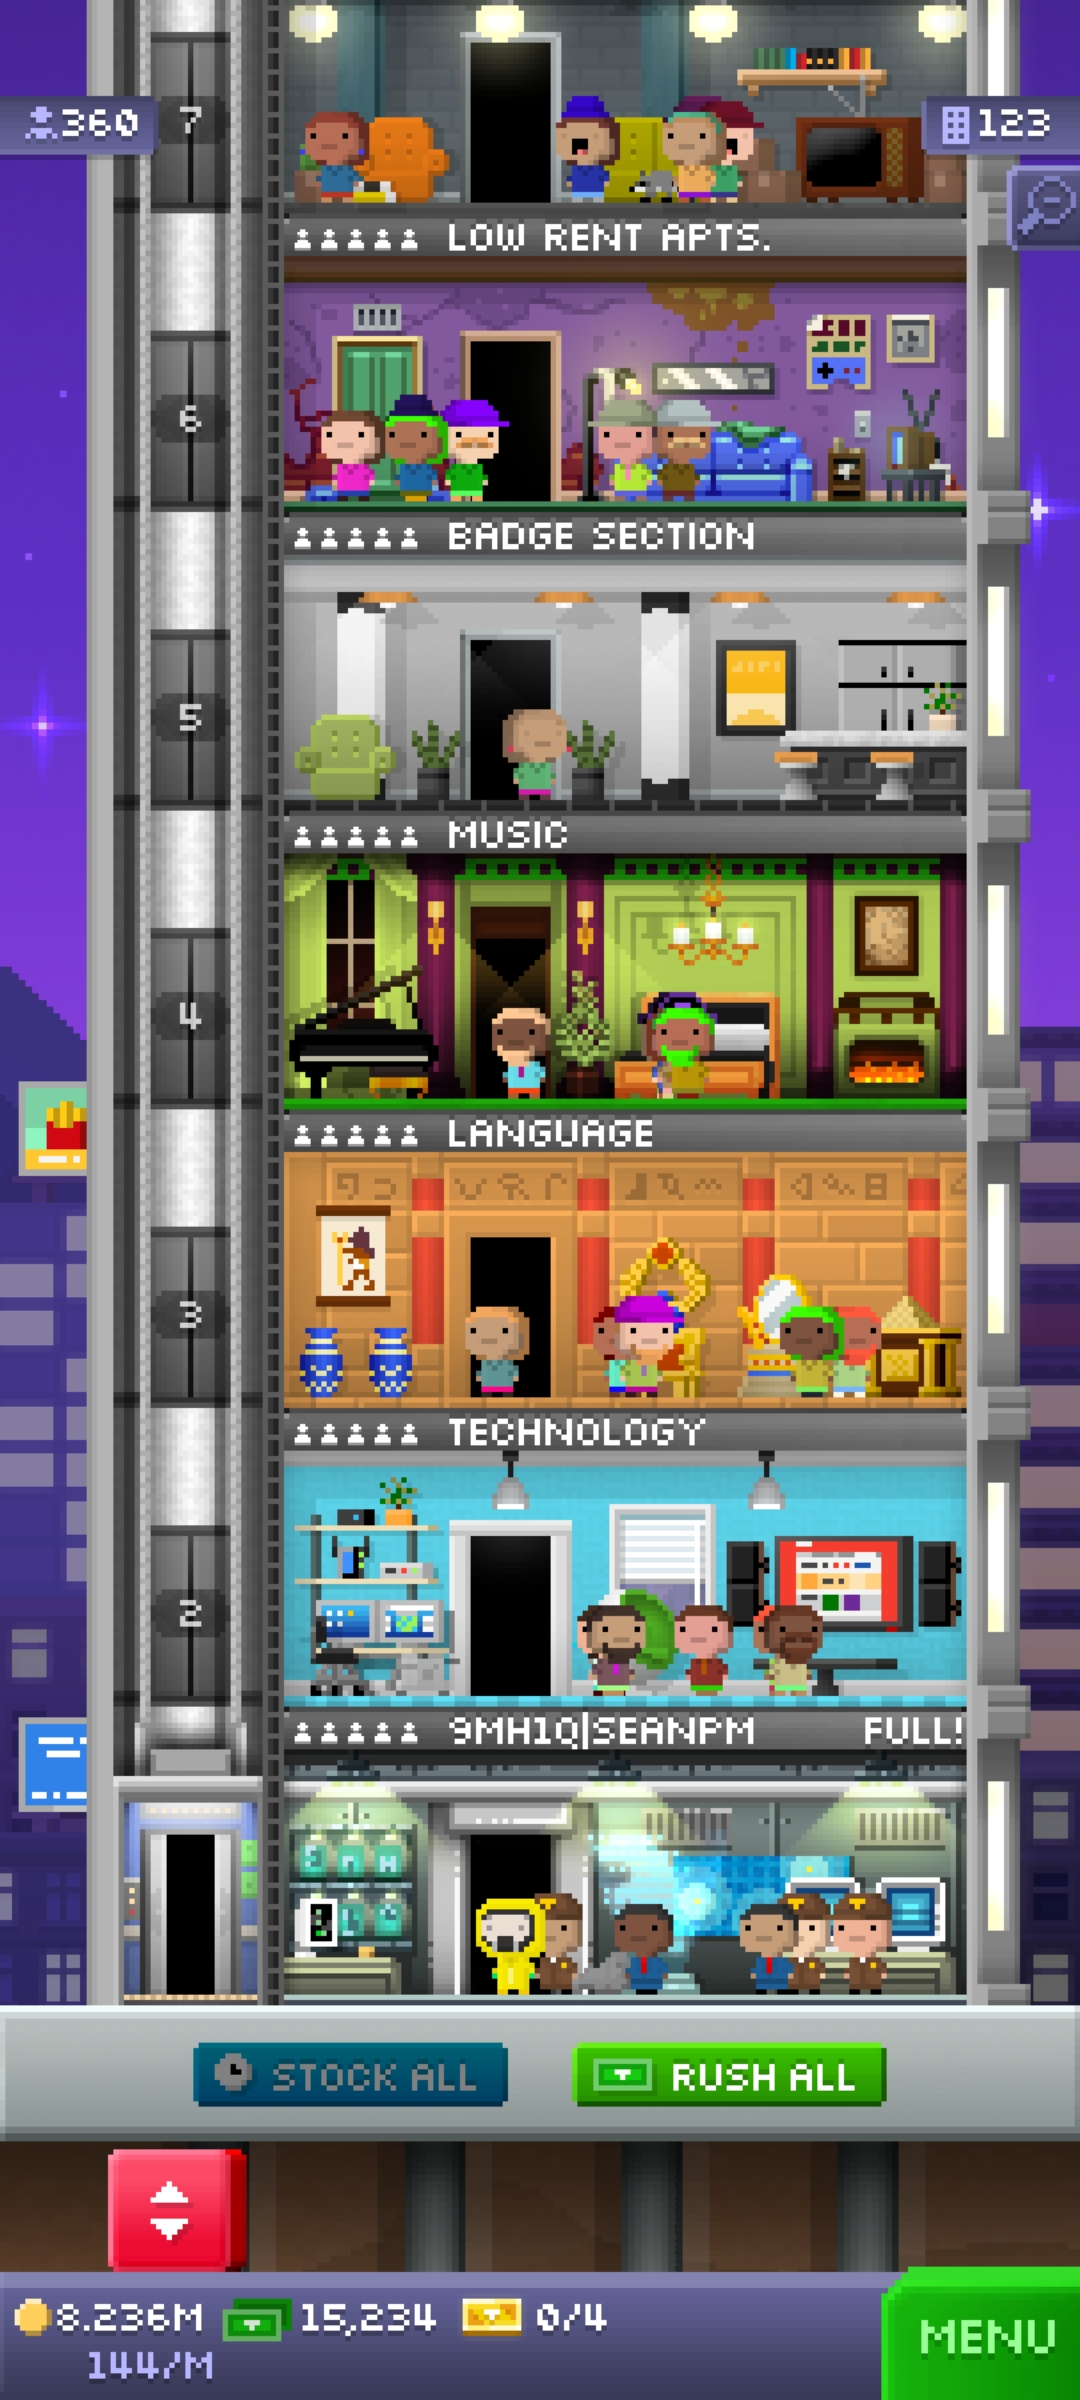 7
360
123
LOW RENT APTS.
6
BADGE SECTION
5
MUSIC
4
LANGUAGE
3
TECHNOLOGY
2
9MH1Q|SEANPM FULL!
STOCK ALL
RUSH ALL
8.236M
15,234
0/4
MENU
144/M